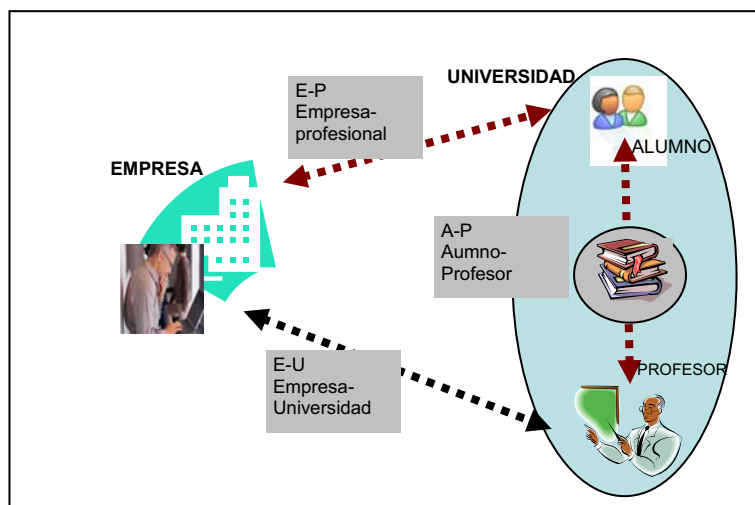 UNIVERSIDAD
E-P
Empresa-
profesional
ALUMNO
EMPRESA
A-P
Aumno-
Profesor
E-U
Empresa-
Universidad
PROFESOR